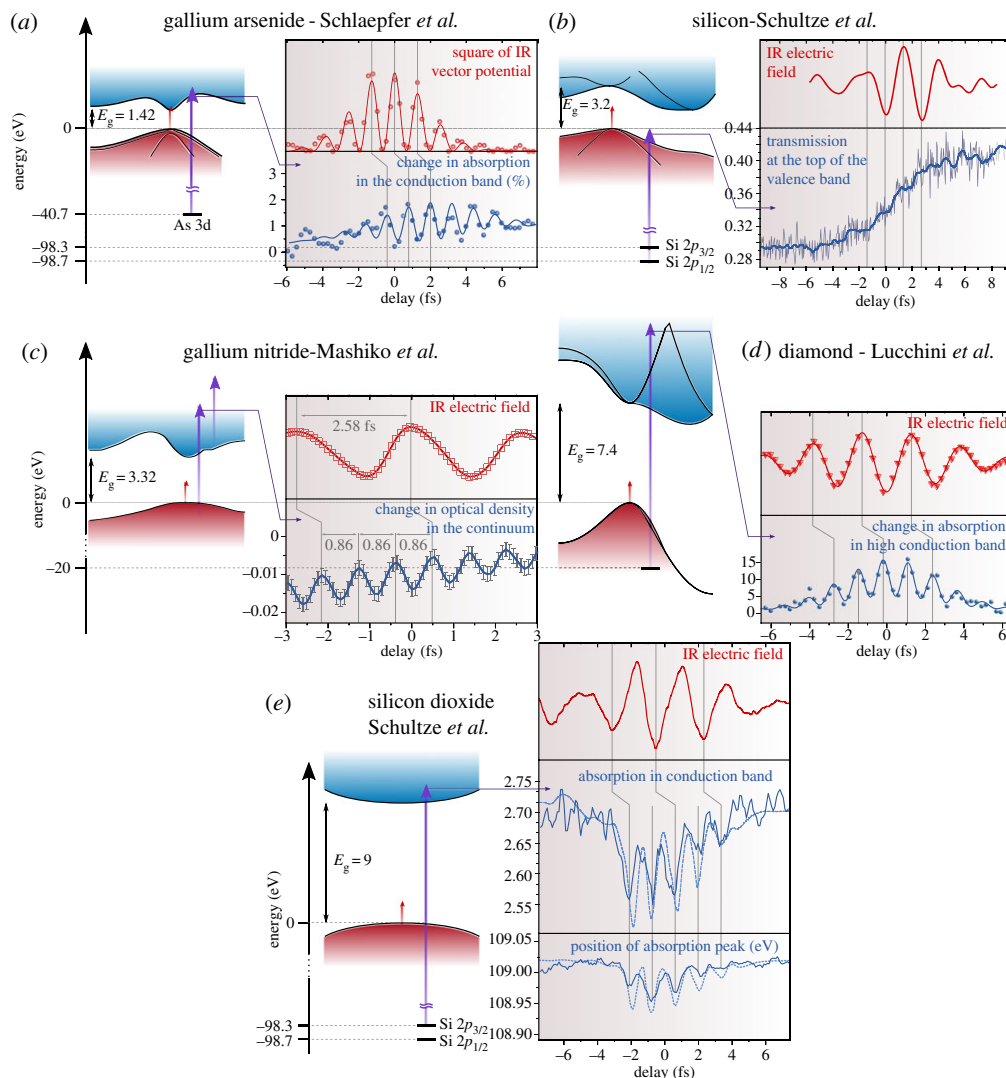 (a) gallium arsenide - Schlaepfer et al.
energy (eV)
0
−40.7
−98.3
−98.7
E_g = 1.42
As 3d
square of IR
vector potential
change in absorption
in the conduction band (%)
3
2
1
0
−6 −5 −4 −3 −2 −1 0 1 2 3 4 5 6 7
delay (fs)
(b) silicon-Schultze et al.
E_g = 3.2
Si 2p3/2
Si 2p1/2
IR electric
field
0.44
transmission
at the top of the
valence band
0.40
0.36
0.32
0.28
−8 −6 −4 −2 0 2 4 6 8
delay (fs)
(c) gallium nitride-Mashiko et al.
energy (eV)
0
−20
E_g = 3.32
IR electric field
2.58 fs
change in optical density
in the continuum
0.86 0.86 0.86
0
−0.01
−0.02
−3 −2 −1 0 1 2 3
delay (fs)
(d) diamond - Lucchini et al.
E_g = 7.4
IR electric field
change in absorption
in high conduction band
15
10
5
0
−6 −4 −2 0 2 4 6
delay (fs)
(e) silicon dioxide
Schultze et al.
energy (eV)
0
−98.3
−98.7
E_g = 9
Si 2p3/2
Si 2p1/2
IR electric field
absorption in conduction band
2.75
2.70
2.60
2.55
position of absorption peak (eV)
109.05
109.00
108.95
108.90
−6 −4 −2 0 2 4 6
delay (fs)